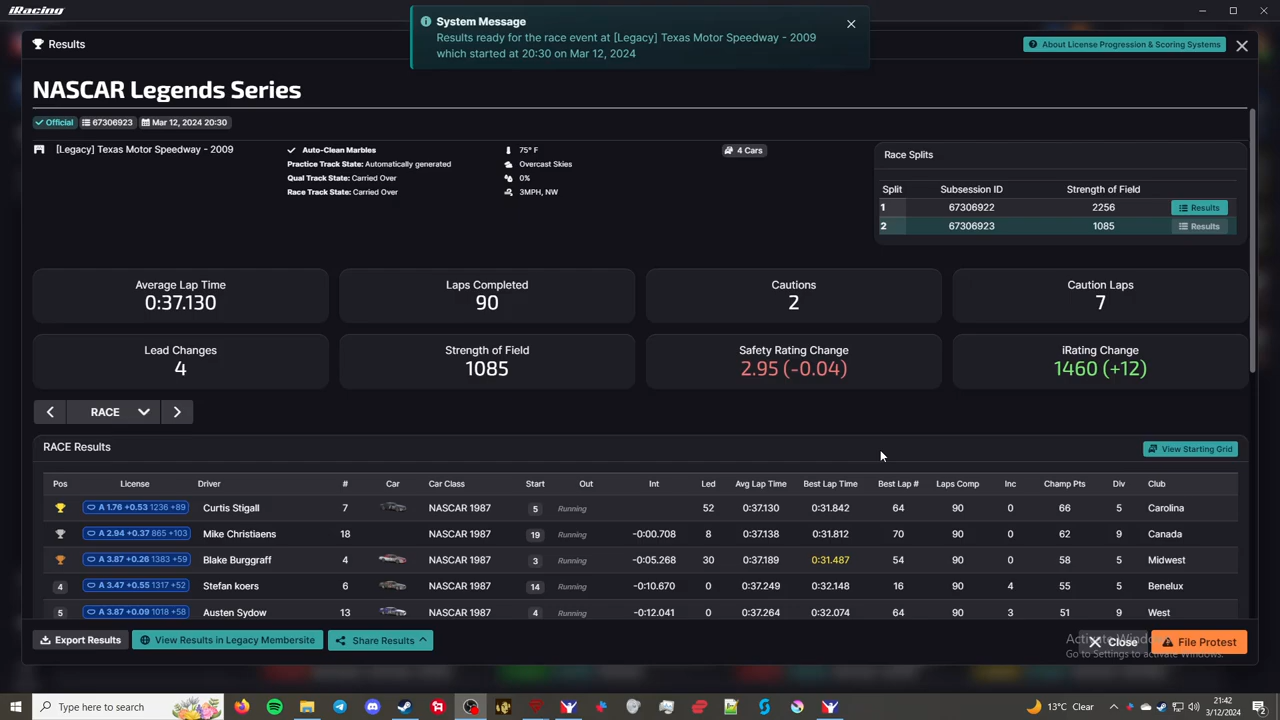 iRacing
System Message
Results ready for the race event at [Legacy] Texas Motor Speedway - 2009
which started at 20:30 on Mar 12, 2024
Results
About License Progression & Scoring Systems
NASCAR Legends Series
Official 67306923 Mar 12, 2024 20:30
[Legacy] Texas Motor Speedway - 2009
Auto-Clean Marbles
Practice Track State: Automatically generated
Qual Track State: Carried Over
Race Track State: Carried Over
75° F
Overcast Skies
0%
3MPH, NW
4 Cars
Race Splits
Split Subsession ID Strength of Field
1 67306922 2256 Results
2 67306923 1085 Results
Average Lap Time
0:37.130
Laps Completed
90
Cautions
2
Caution Laps
7
Lead Changes
4
Strength of Field
1085
Safety Rating Change
2.95 (-0.04)
iRating Change
1460 (+12)
RACE
RACE Results
View Starting Grid
Pos License Driver # Car Car Class Start Out Int Led Avg Lap Time Best Lap Time Best Lap # Laps Comp Inc Champ Pts Div Club
A 1.76 +0.53 1236 +89 Curtis Stigall 7 NASCAR 1987 5 Running 52 0:37.130 0:31.842 64 90 0 66 5 Carolina
A 2.94 +0.37 865 +103 Mike Christiaens 18 NASCAR 1987 19 Running -0:00.708 8 0:37.138 0:31.812 70 90 0 62 9 Canada
A 3.87 +0.26 1383 +59 Blake Burggraff 4 NASCAR 1987 3 Running -0:05.268 30 0:37.189 0:31.487 54 90 0 58 5 Midwest
4 A 3.47 +0.55 1317 +52 Stefan koers 6 NASCAR 1987 14 Running -0:10.670 0 0:37.249 0:32.148 16 90 4 55 5 Benelux
5 A 3.87 +0.09 1018 +58 Austen Sydow 13 NASCAR 1987 4 Running -0:12.041 0 0:37.264 0:32.074 64 90 3 51 9 West
Export Results
View Results in Legacy Membersite
Share Results
Close
File Protest
Go to Settings to activate Windows.
Type here to search
13°C Clear
21:42
3/12/2024